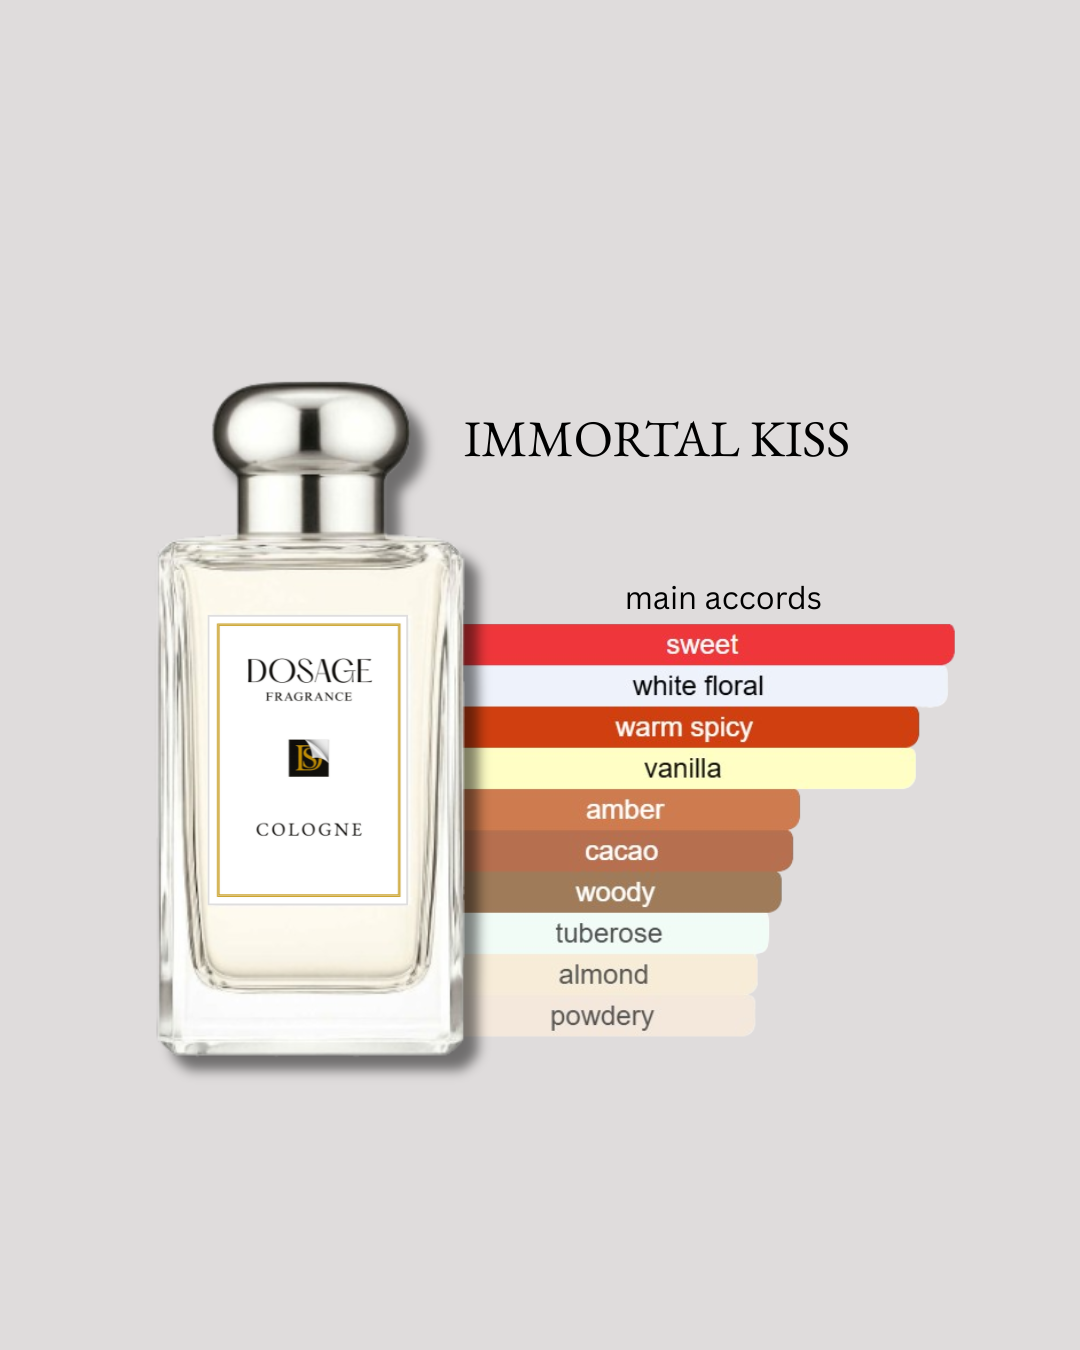 IMMORTAL KISS
main accords
sweet
white floral
warm spicy
vanilla
amber
cacao
woody
tuberose
almond
powdery
DOSAGE
FRAGRANCE
DS
COLOGNE